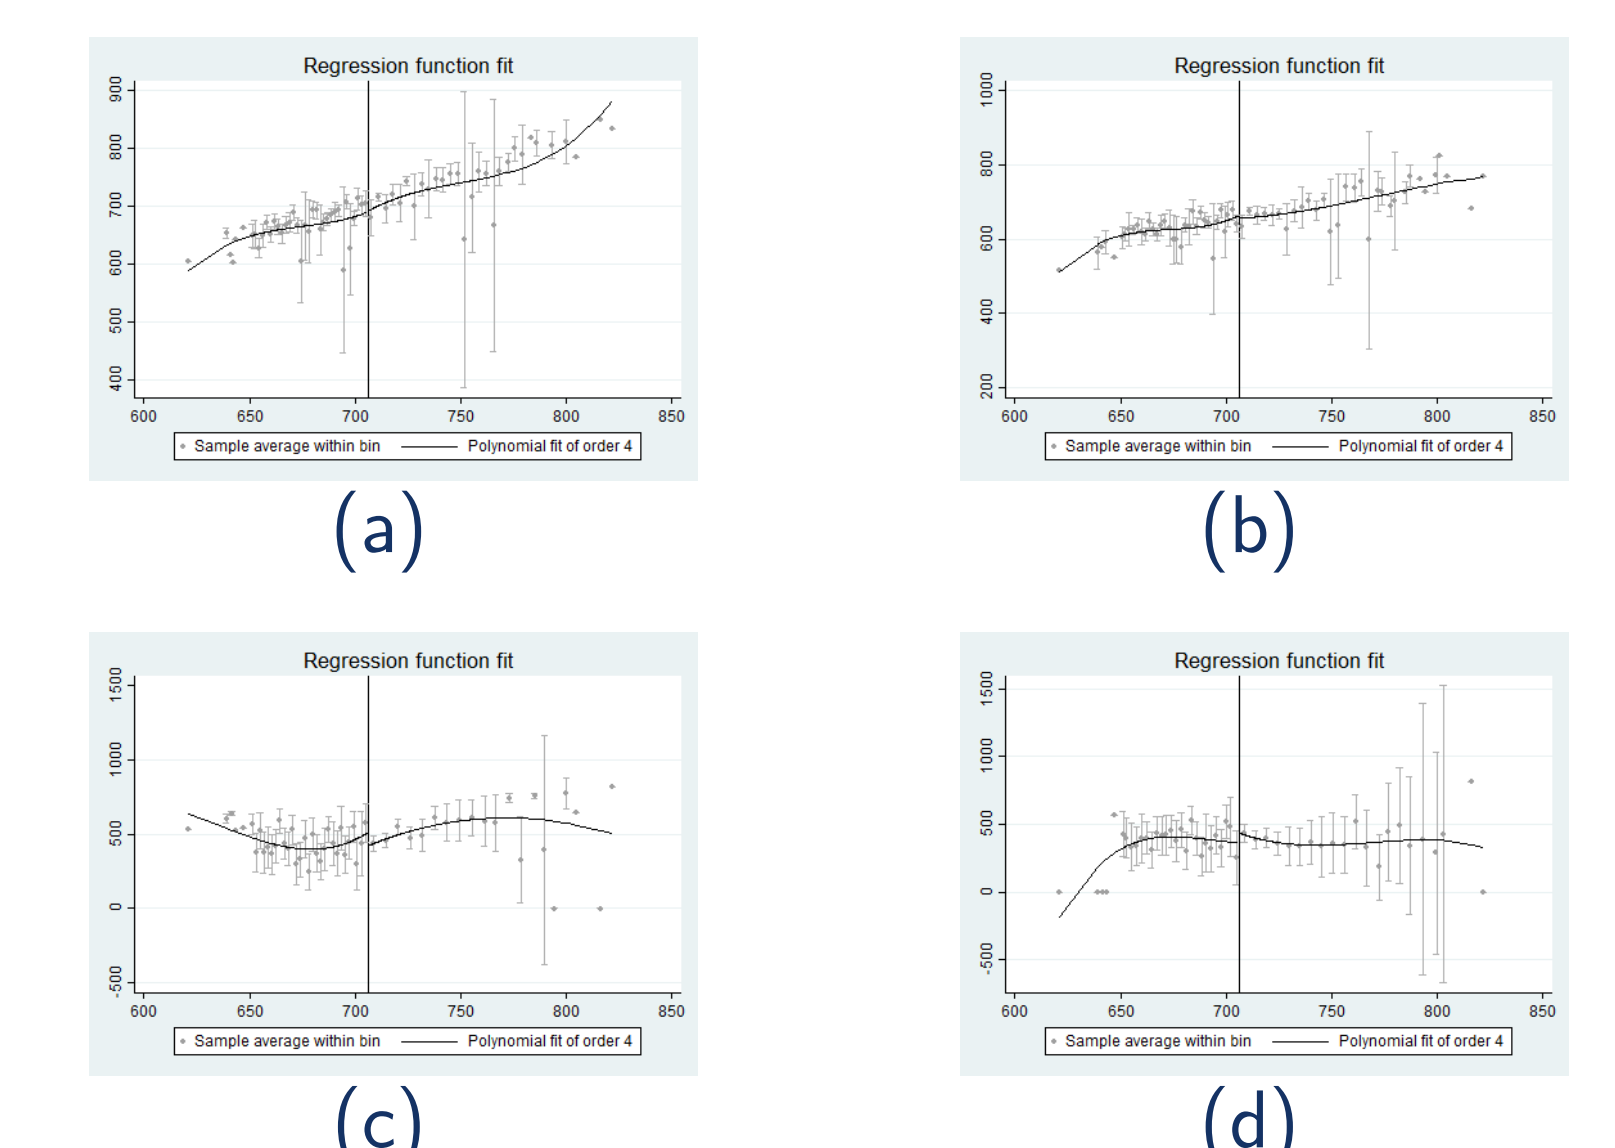 Regression function fit
900
800
700
600
500
400
600 650 700 750 800 850
Sample average within bin Polynomial fit of order 4
(a)
Regression function fit
1000
800
600
400
200
600 650 700 750 800 850
Sample average within bin Polynomial fit of order 4
(b)
Regression function fit
1500
1000
500
0
-500
600 650 700 750 800 850
Sample average within bin Polynomial fit of order 4
(c)
Regression function fit
1500
1000
500
0
-500
600 650 700 750 800 850
Sample average within bin Polynomial fit of order 4
(d)